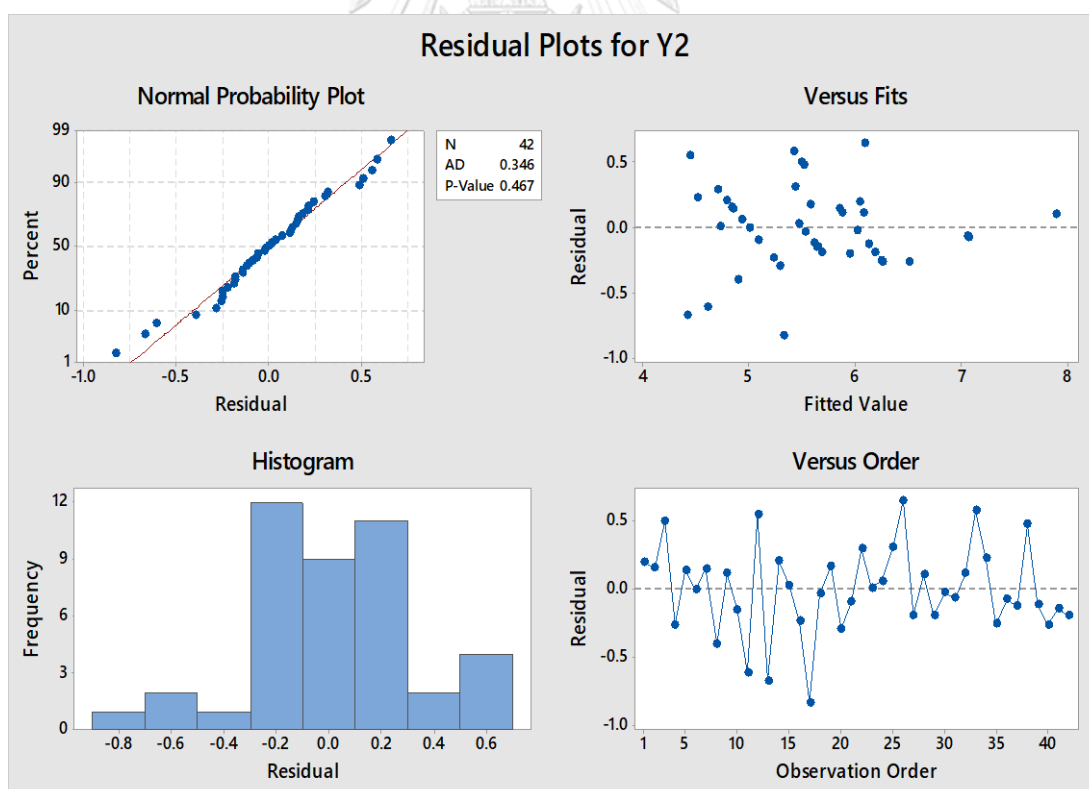 Residual Plots for Y2
Normal Probability Plot
99
90
50
10
1
Percent
-1.0 -0.5 0.0 0.5
Residual
N 42
AD 0.346
P-Value 0.467
Versus Fits
0.5
0.0
-0.5
-1.0
Residual
4 5 6 7 8
Fitted Value
Histogram
12
9
6
3
0
Frequency
-0.8 -0.6 -0.4 -0.2 0.0 0.2 0.4 0.6
Residual
Versus Order
0.5
0.0
-0.5
-1.0
Residual
1 5 10 15 20 25 30 35 40
Observation Order